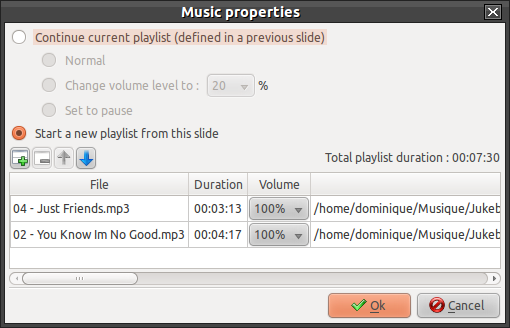 Music properties
Continue current playlist (defined in a previous slide)
Normal
Change volume level to : 20 %
Set to pause
Start a new playlist from this slide
Total playlist duration : 00:07:30
File Duration Volume
04 - Just Friends.mp3 00:03:13 100% /home/dominique/Musique/Jukeb
02 - You Know Im No Good.mp3 00:04:17 100% /home/dominique/Musique/Jukeb
Ok Cancel